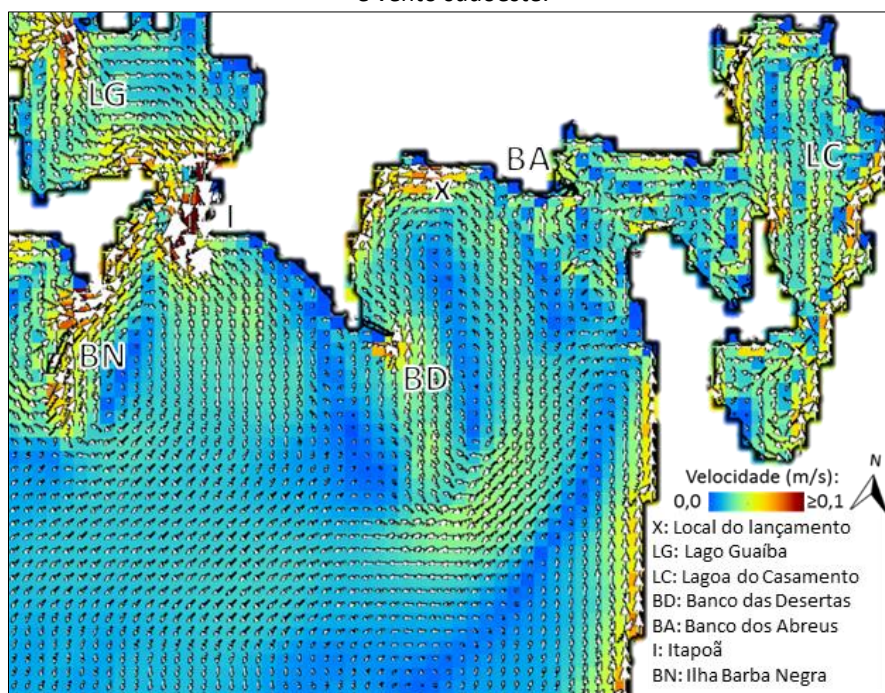 e vento sudoeste.
LG
BA
LC
X
I
BN
BD
N
Velocidade (m/s):
0,0 ≥0,1
X: Local do lançamento
LG: Lago Guaíba
LC: Lagoa do Casamento
BD: Banco das Desertas
BA: Banco dos Abreus
I: Itapoã
BN: Ilha Barba Negra